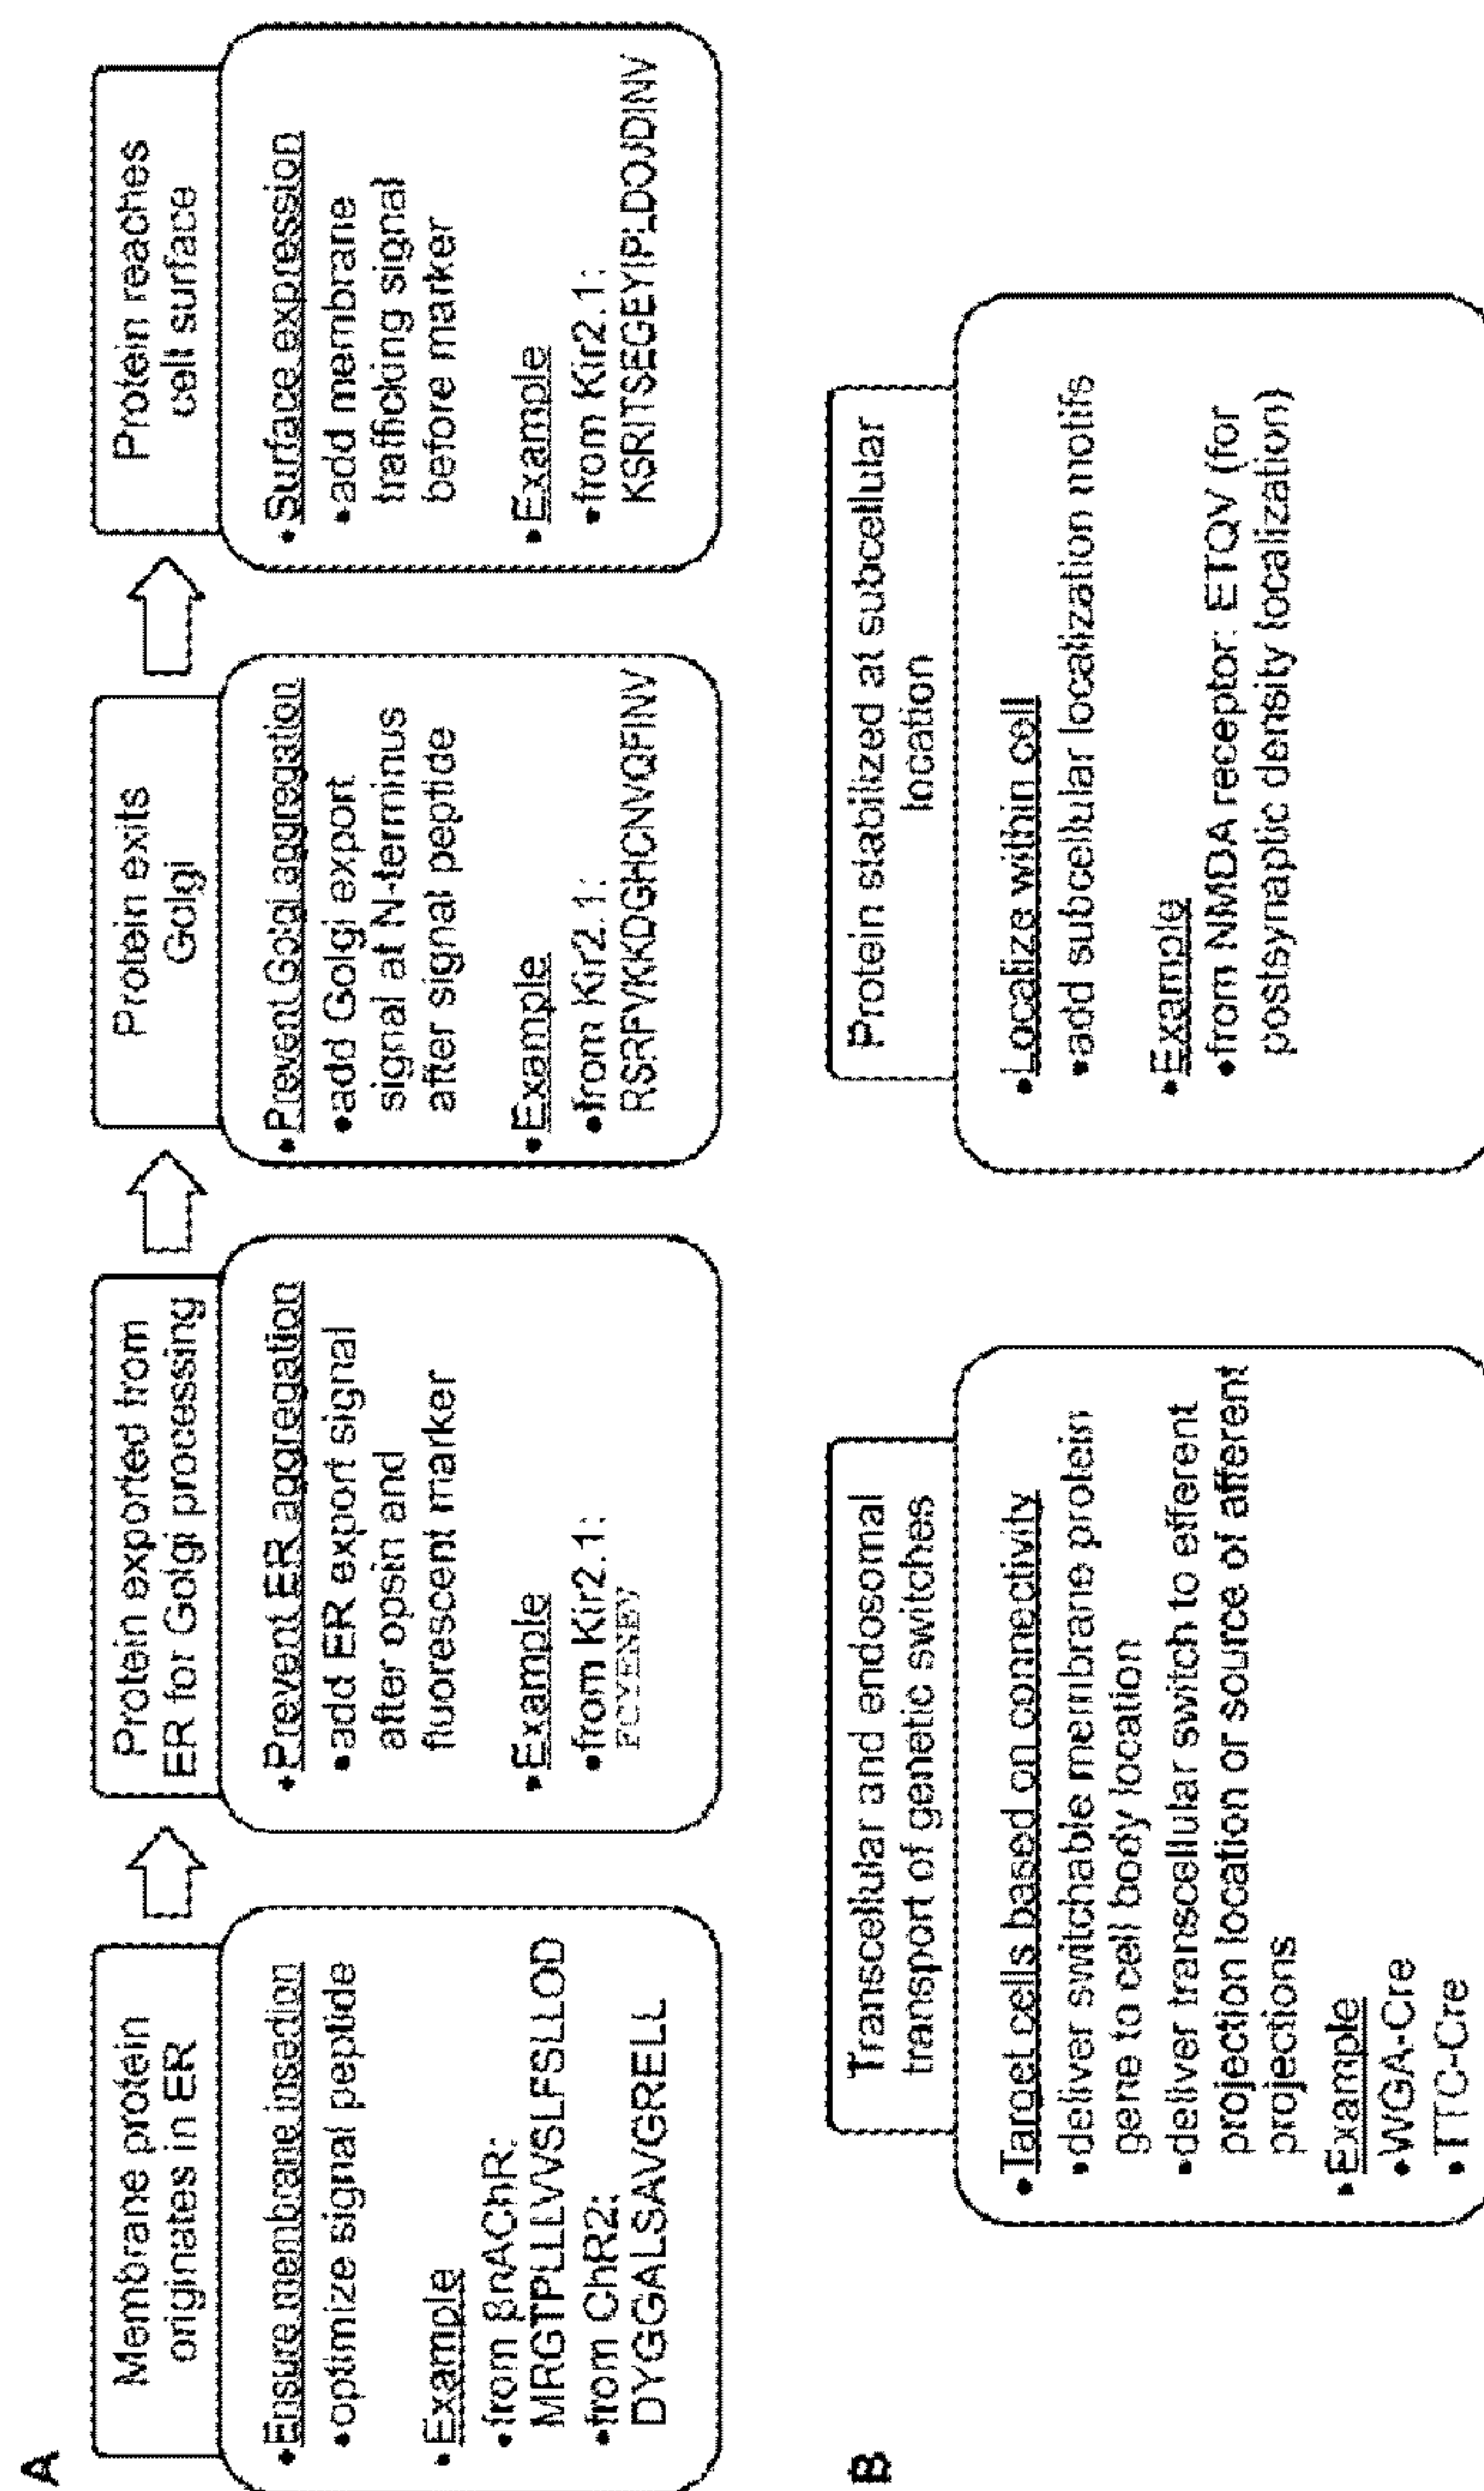 A
Membrane protein
originates in ER
• Ensure membrane insertion
• optimize signal peptide
• Example
• from βnAChR:
MRGTPLLLVVSLFSLLOD
• from ChR2:
DYGGALSAVGRELL
Protein exported from
ER for Golgi processing
• Prevent ER aggregation
• add ER export signal
after opsin and
fluorescent marker
• Example
• from Kir2.1:
FCYENEV
Protein exits
Golgi
• Prevent Golgi aggregation
• add Golgi export
signal at N-terminus
after signal peptide
• Example
• from Kir2.1:
RSRFVKKDGHCNVQFINV
Protein reaches
cell surface
• Surface expression
• add membrane
trafficking signal
before marker
• Example
• from Kir2.1:
KSRITSEGEYIPLDOJDINV
B
Transcellular and endosomal
transport of genetic switches
• Target cells based on connectivity
• deliver switchable membrane protein
gene to cell body location
• deliver transcellular switch to efferent
projection location or source of afferent
projections
• Example
• WGA-Cre
• TTC-Cre
Protein stabilized at subcellular
location
• Localize within cell
• add subcellular localization motifs
• Example
• from NMDA receptor: ETQV (for
postsynaptic density localization)